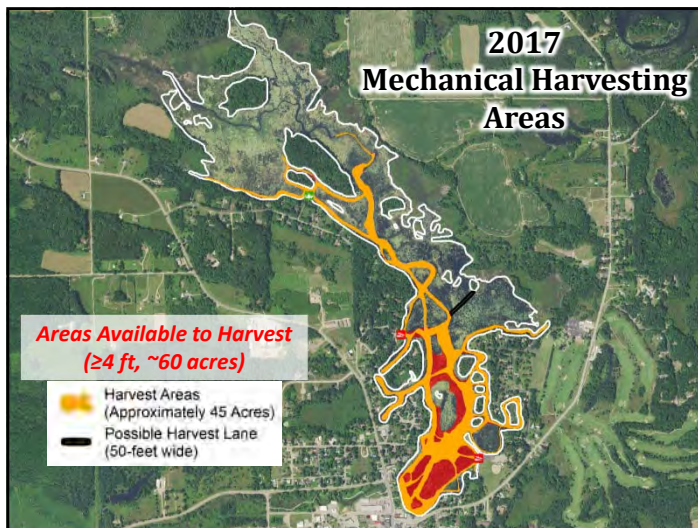 2017
Mechanical Harvesting
Areas
Areas Available to Harvest
(≥4 ft, ~60 acres)
Harvest Areas
(Approximately 45 Acres)
Possible Harvest Lane
(50-feet wide)